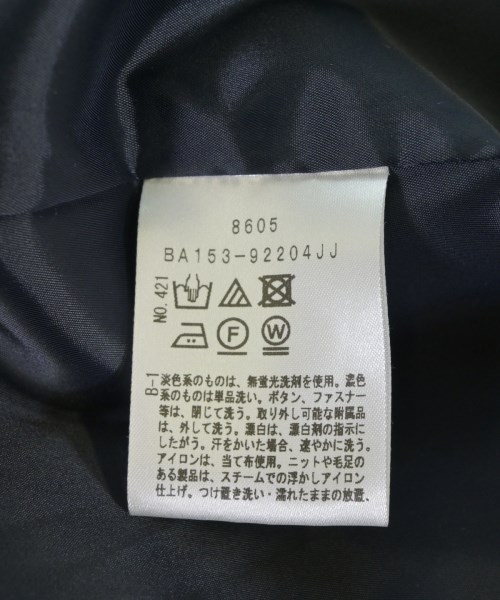 8605
BA153-92204JJ
NO.421
F
W
B-1
淡色系のものは、無蛍光洗剤を使用。濃色
系のものは単品洗い。ボタン、ファスナー
等は、閉じて洗う。取り外し可能な附属品
は、外して洗う。漂白は、漂白剤の指示に
したがう。汗をかいた場合、速やかに洗う。
アイロンは、当て布使用。ニットや毛足の
ある製品は、スチームでの浮かしアイロン
仕上げ。つけ置き洗い・濡れたままの放置、